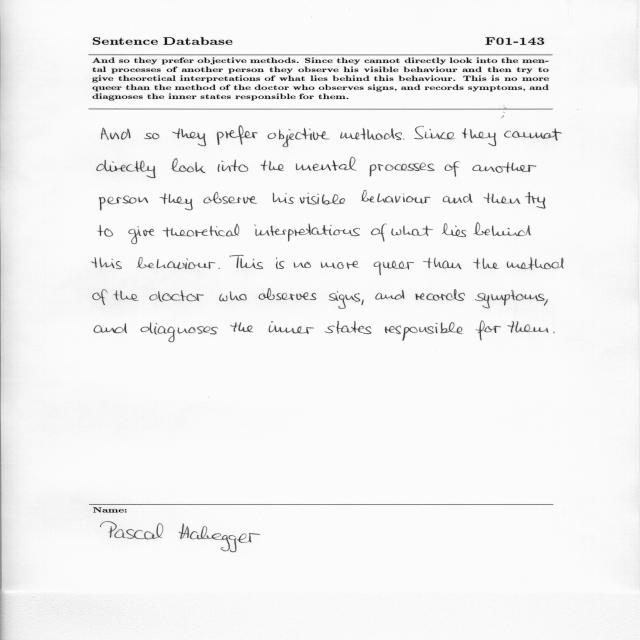 Sentence Database F01-143
And so they prefer objective methods. Since they cannot directly look into the men-
tal processes of another person they observe his visible behaviour and then try to
give theoretical interpretations of what lies behind this behaviour. This is no more
queer than the method of the doctor who observes signs, and records symptoms, and
diagnoses the inner states responsible for them.
And so they prefer objective methods. Since they cannot
directly look into the mental processes of another
person they observe his visible behaviour and then try
to give theoretical interpretations of what lies behind
this behaviour. This is no more queer than the method
of the doctor who observes signs, and records symptoms,
and diagnoses the inner states responsible for them.
Name:
Pascal Habegger